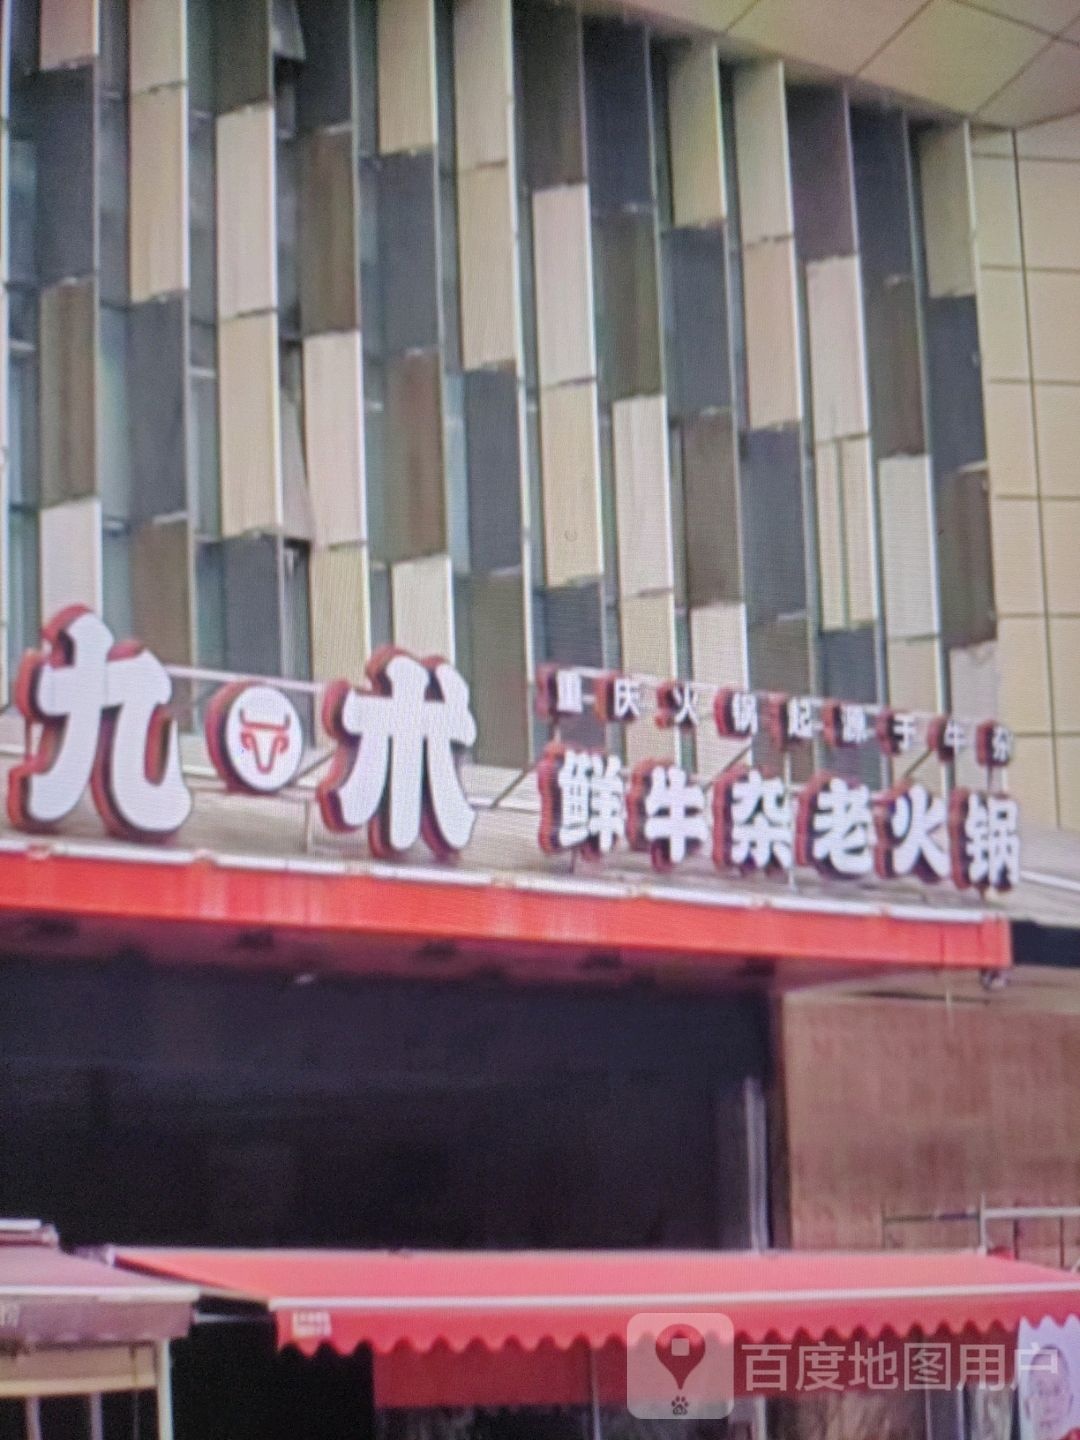 九木
重庆火锅起源于牛杂
鲜牛杂老火锅
百度地图用户